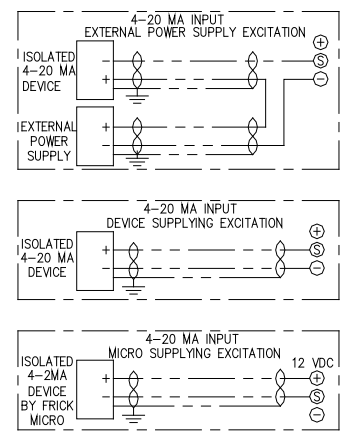 4-20 MA INPUT
EXTERNAL POWER SUPPLY EXCITATION
ISOLATED
4-20 MA
DEVICE
-
+
+
S
-
EXTERNAL
POWER
SUPPLY
+
-
4-20 MA INPUT
DEVICE SUPPLYING EXCITATION
ISOLATED
4-20 MA
DEVICE
+
-
+
S
-
4-20 MA INPUT
MICRO SUPPLYING EXCITATION
ISOLATED
4-2MA
DEVICE
BY FRICK
MICRO
+
-
12 VDC
+
S
-